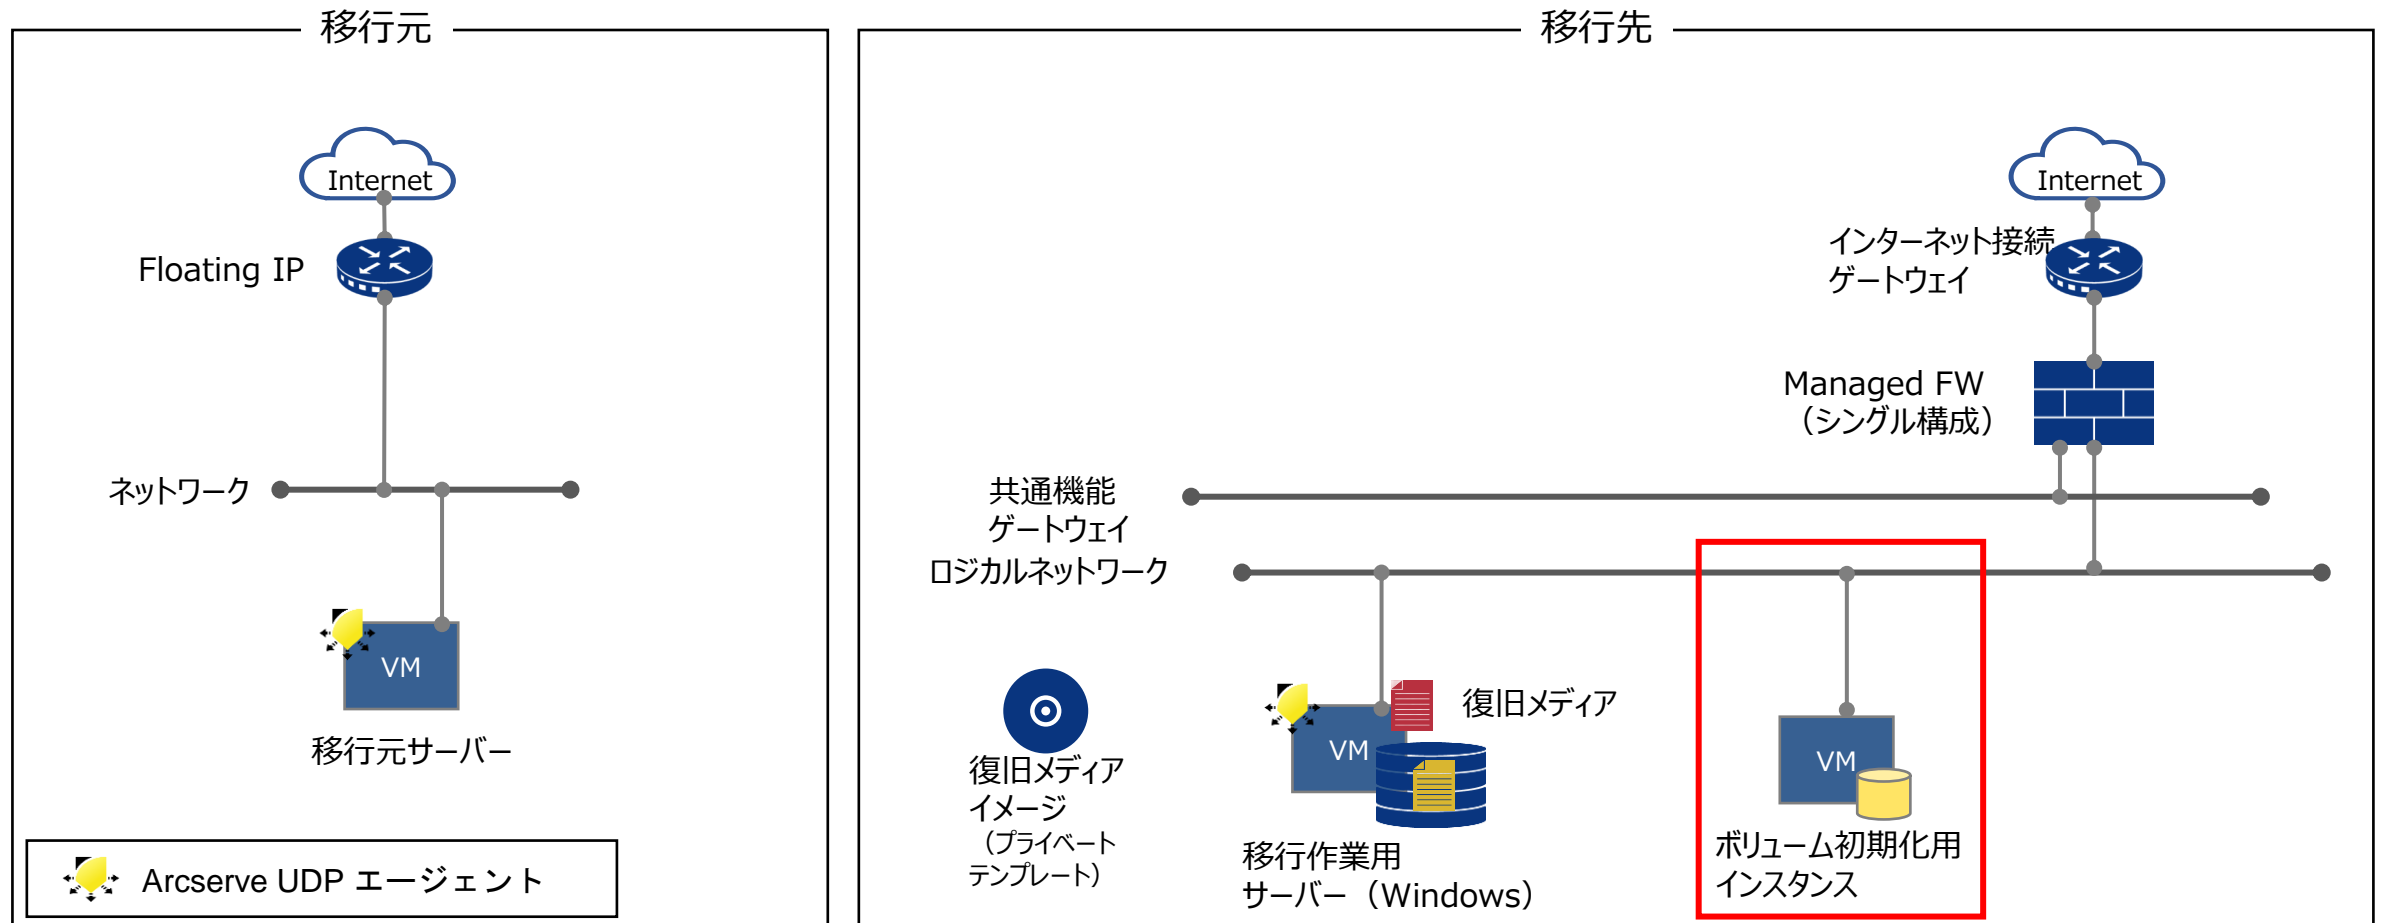 移行元
Internet
Floating IP
ネットワーク
VM
移行元サーバー
Arcserve UDP エージェント
移行先
Internet
インターネット接続
ゲートウェイ
Managed FW
（シングル構成）
共通機能
ゲートウェイ
ロジカルネットワーク
復旧メディア
イメージ
（プライベート
テンプレート）
VM
復旧メディア
移行作業用
サーバー（Windows）
VM
ボリューム初期化用
インスタンス